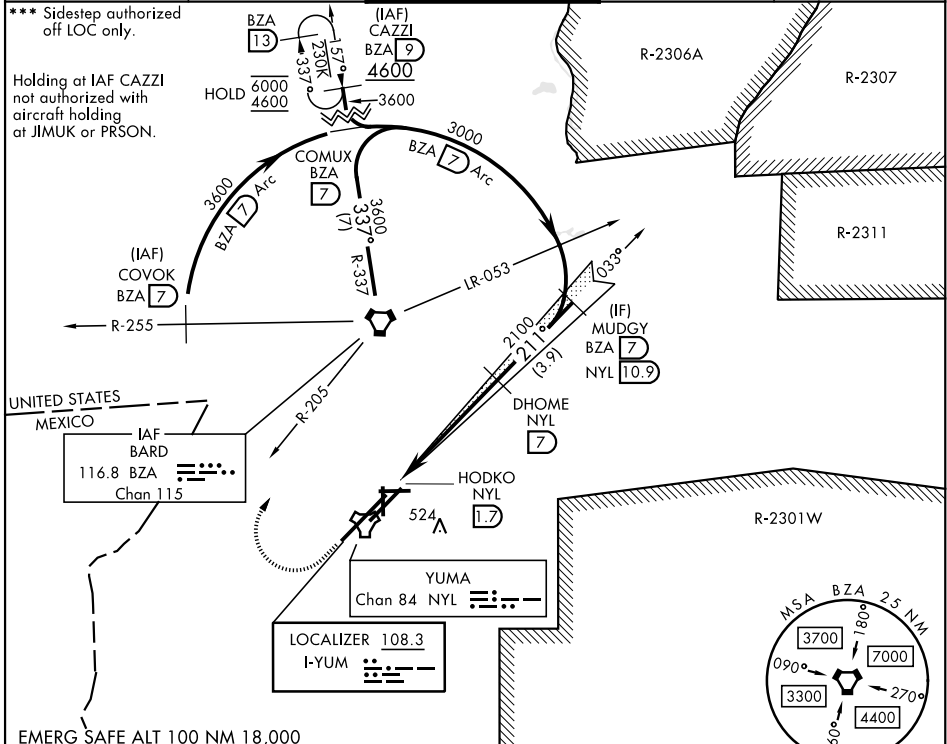 *** Sidestep authorized
off LOC only.
Holding at IAF CAZZI
not authorized with
aircraft holding
at JIMUK or PRSON.
BZA
13
(IAF)
CAZZI
BZA 9
4600
HOLD 6000
4600
230K
157°
337°
3600
R-2306A
R-2307
R-2311
R-2301W
COMUX
BZA
7
3600
BZA 7 Arc
3000
BZA 7 Arc
3600
337°
(7)
R-337
(IAF)
COVOK
BZA 7
R-255
LR-053
033°
(IF)
MUDGY
BZA 7
NYL 10.9
2100
211°
(3.9)
R-205
DHOME
NYL
7
UNITED STATES
MEXICO
IAF
BARD
116.8 BZA
Chan 115
HODKO
NYL
1.7
524
YUMA
Chan 84 NYL
LOCALIZER 108.3
I-YUM
MSA BZA 25 NM
180°
3700
7000
090°
270°
3300
4400
EMERG SAFE ALT 100 NM 18,000